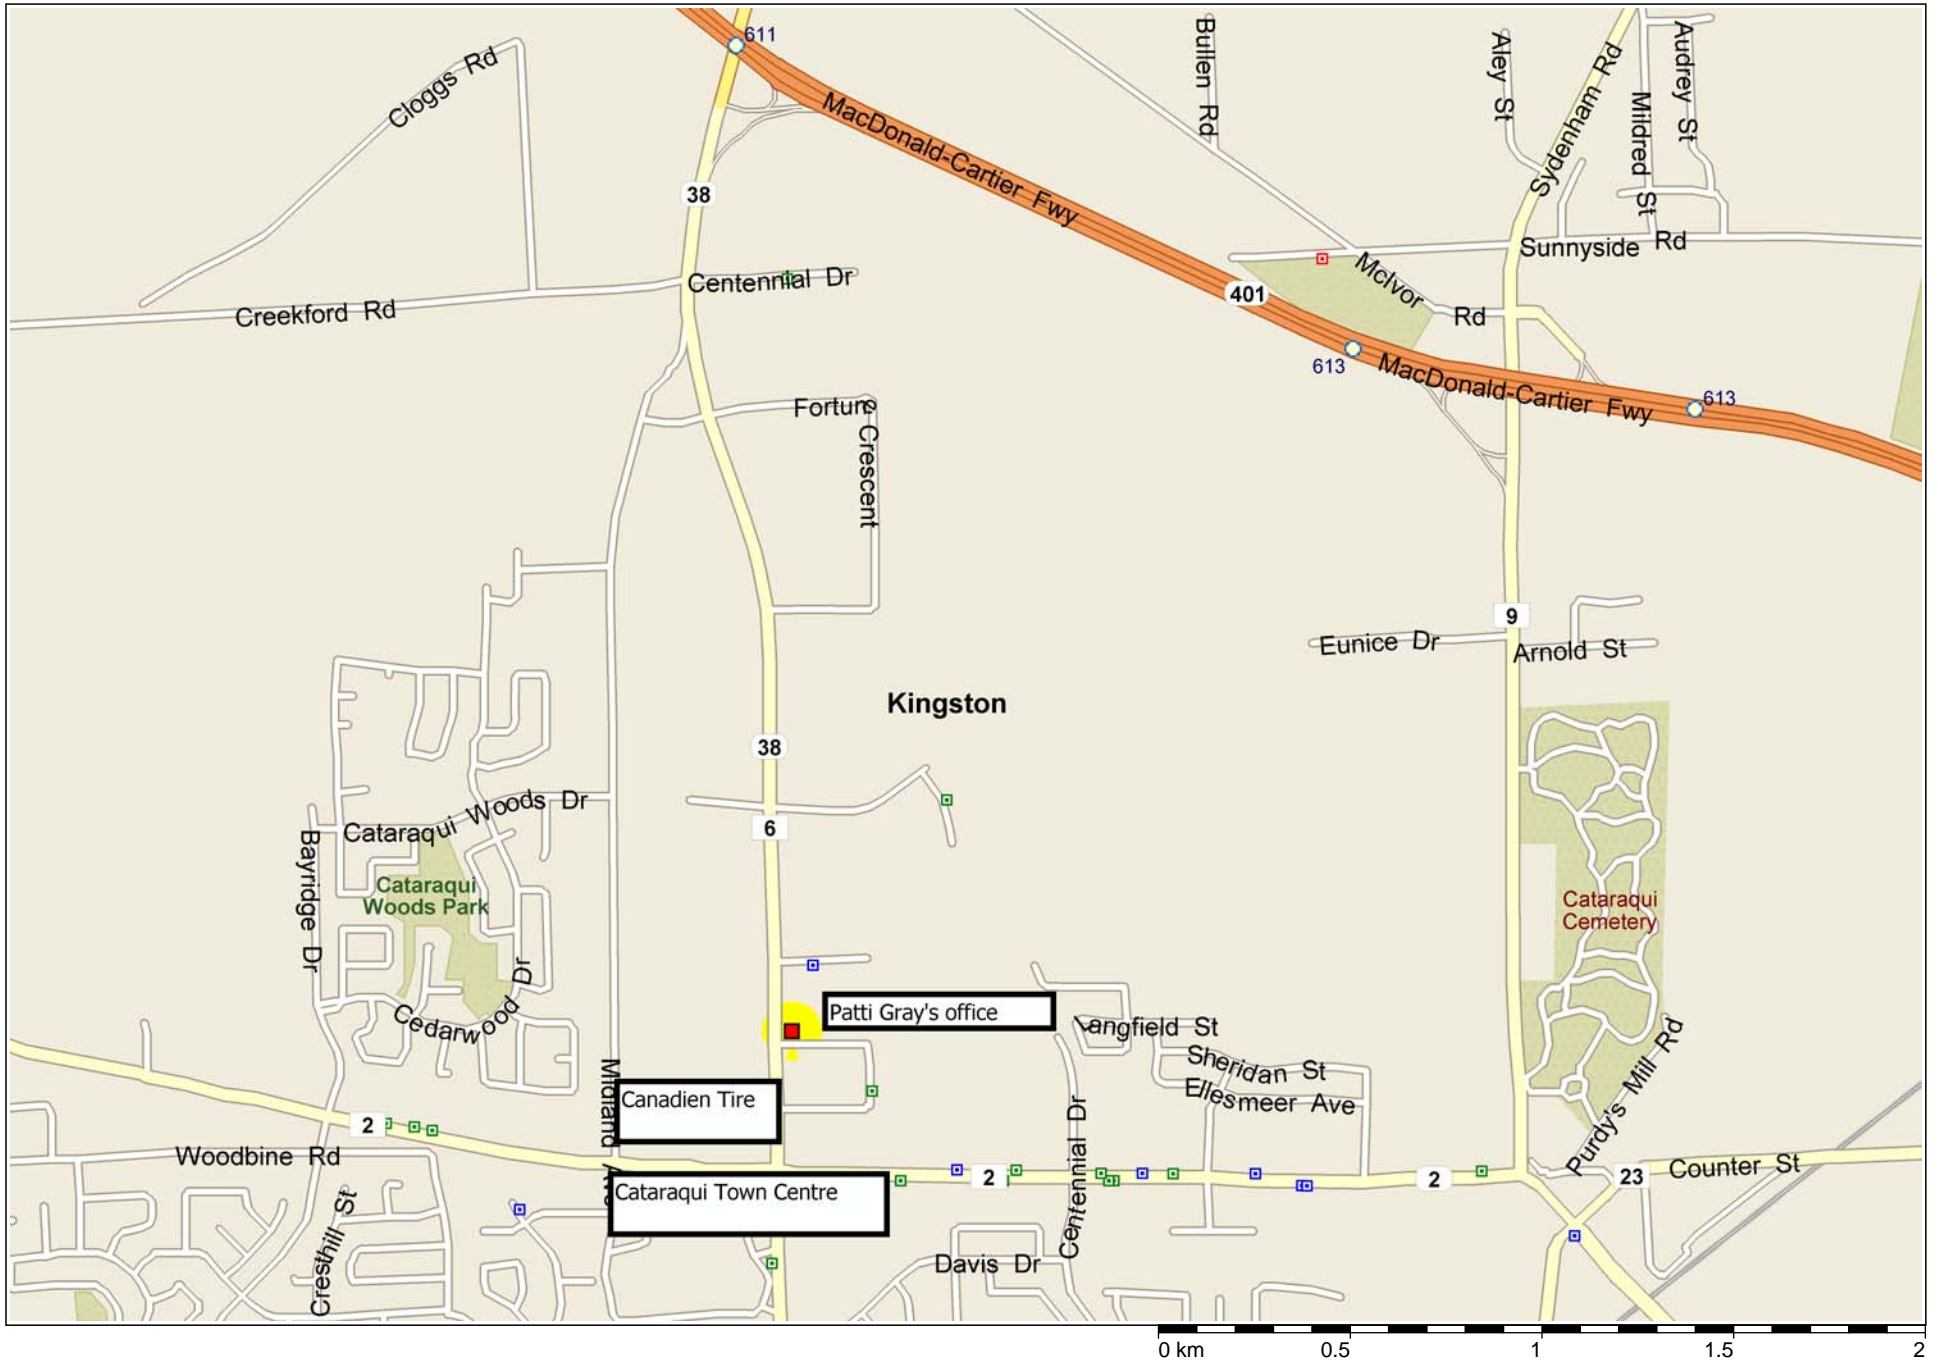 611
Cloggs Rd
MacDonald-Cartier Fwy
Bullen Rd
Aley St
Sydenham Rd
Mildred St
Audrey St
38
Sunnyside Rd
McIvor Rd
Centennial Dr
Creekford Rd
401
613
MacDonald-Cartier Fwy
613
Fortune Crescent
9
Eunice Dr
Arnold St
Kingston
38
6
Cataraqui Woods Dr
Bayridge Dr
Cataraqui
Woods Park
Cataraqui
Cemetery
Cedarwood Dr
Patti Gray's office
Langfield St
Sheridan St
Ellesmeer Ave
Purdy's Mill Rd
Midland Ave
Canadien Tire
Centennial Dr
2
Woodbine Rd
2
2
23
Counter St
Cataraqui Town Centre
Cresthill St
Davis Dr
0 km 0.5 1 1.5 2